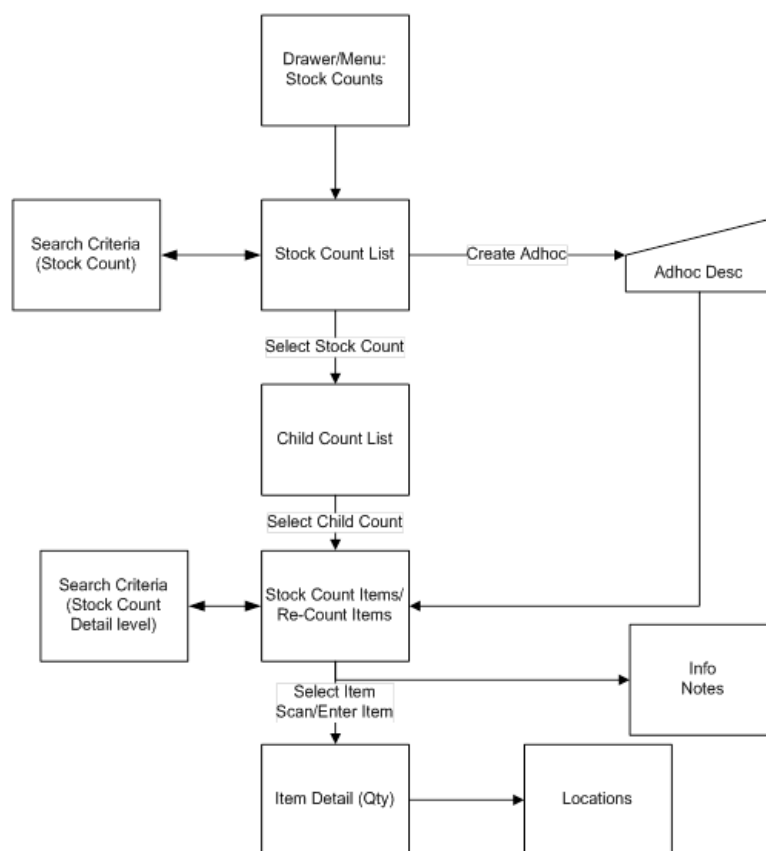 Drawer/Menu:
Stock Counts
Search Criteria
(Stock Count)
Stock Count List
Create Adhoc
Adhoc Desc
Select Stock Count
Child Count List
Select Child Count
Search Criteria
(Stock Count
Detail level)
Stock Count Items/
Re-Count Items
Info
Notes
Select Item
Scan/Enter Item
Item Detail (Qty)
Locations